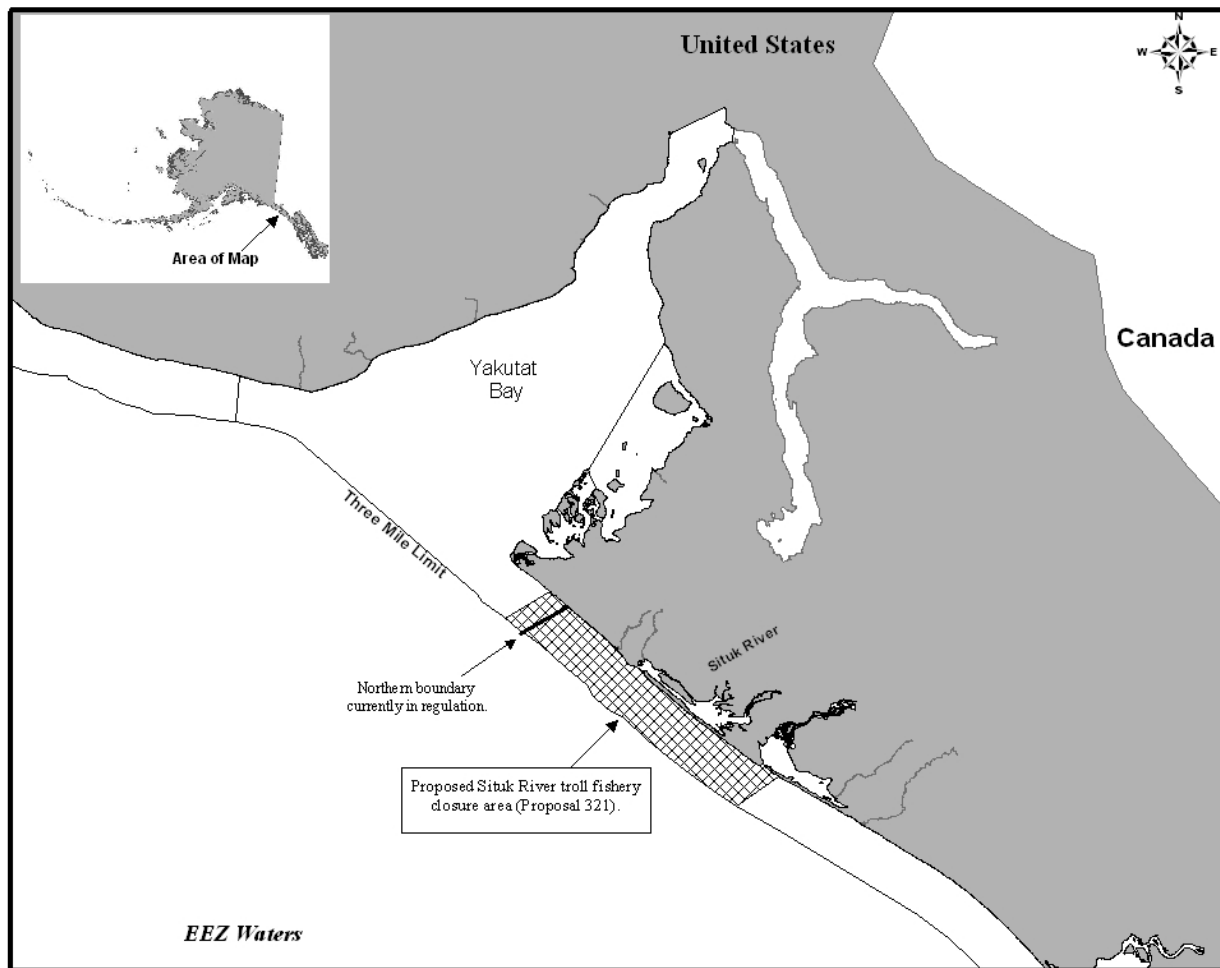 United States
N
W
E
S
Area of Map
Canada
Yakutat
Bay
Three Mile Limit
Situk River
Northern boundary
currently in regulation.
Proposed Situk River troll fishery
closure area (Proposal 321).
EEZ Waters